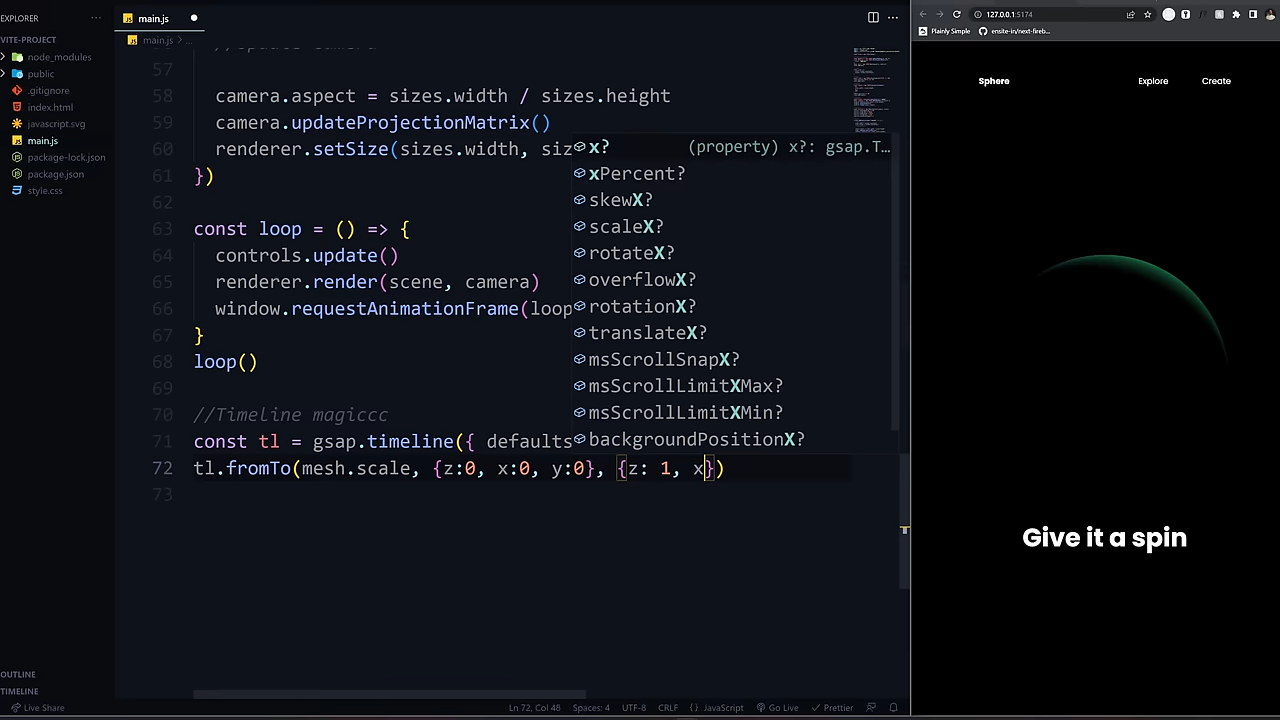 EXPLORER
VITE-PROJECT
node_modules
public
.gitignore
index.html
javascript.svg
main.js
package-lock.json
package.json
style.css
OUTLINE
TIMELINE
main.js
main.js > ...
57
58 camera.aspect = sizes.width / sizes.height
59 camera.updateProjectionMatrix()
60 renderer.setSize(sizes.width, siz
61 })
62
63 const loop = () => {
64 controls.update()
65 renderer.render(scene, camera)
66 window.requestAnimationFrame(loop
67 }
68 loop()
69
70 //Timeline magiccc
71 const tl = gsap.timeline({ defaults
72 tl.fromTo(mesh.scale, {z:0, x:0, y:0}, {z: 1, x})
73
x? (property) x?: gsap.T...
xPercent?
skewX?
scaleX?
rotateX?
overflowX?
rotationX?
translateX?
msScrollSnapX?
msScrollLimitXMax?
msScrollLimitXMin?
backgroundPositionX?
Live Share
Ln 72, Col 48 Spaces: 4 UTF-8 CRLF { } JavaScript Go Live Prettier
127.0.0.1:5174
Plainly Simple ensite-in/next-fireb...
Sphere Explore Create
Give it a spin